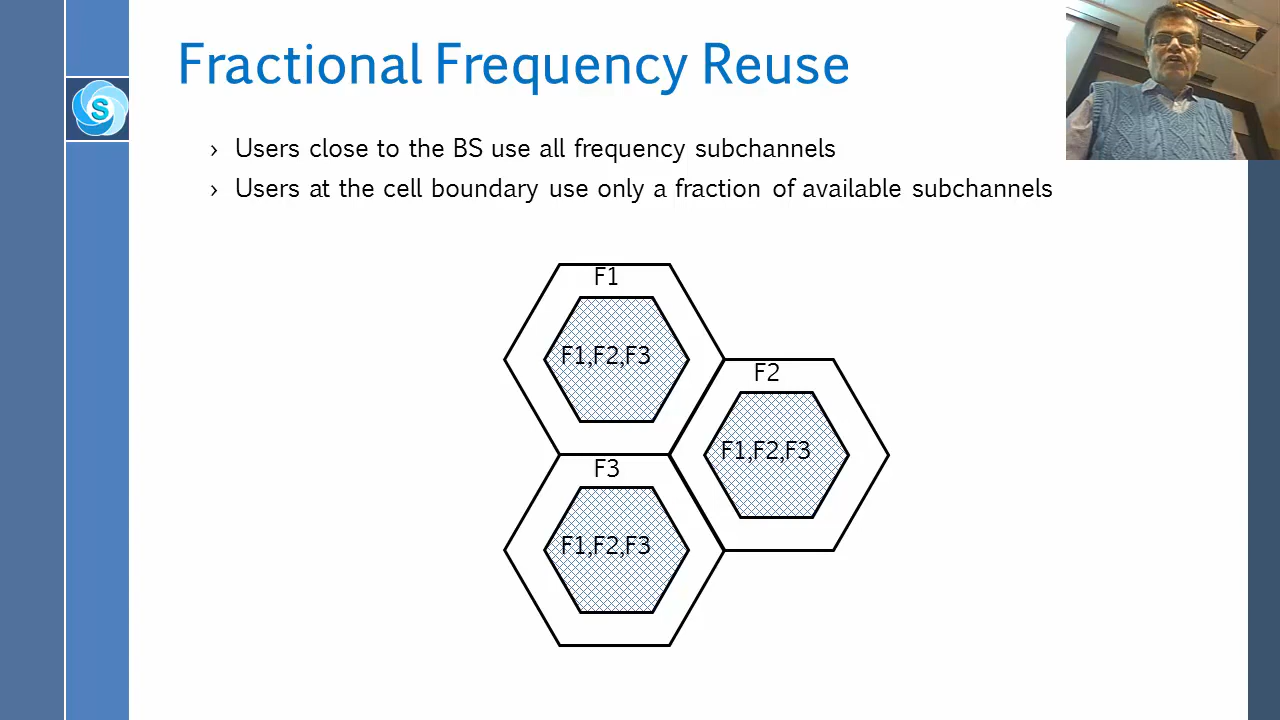 Fractional Frequency Reuse
S
› Users close to the BS use all frequency subchannels
› Users at the cell boundary use only a fraction of available subchannels
F1
F1,F2,F3
F2
F1,F2,F3
F3
F1,F2,F3